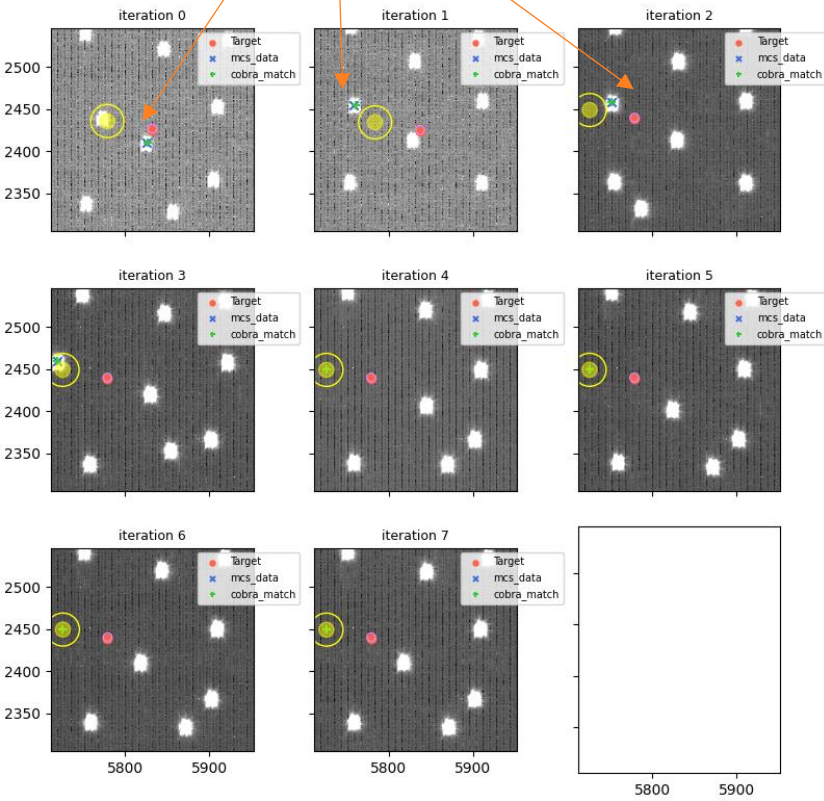 iteration 0
iteration 1
iteration 2
Target
mcs_data
cobra_match
Target
mcs_data
cobra_match
Target
mcs_data
cobra_match
2500
2450
2400
2350
iteration 3
iteration 4
iteration 5
Target
mcs_data
cobra_match
Target
mcs_data
cobra_match
Target
mcs_data
cobra_match
2500
2450
2400
2350
iteration 6
iteration 7
Target
mcs_data
cobra_match
Target
mcs_data
cobra_match
2500
2450
2400
2350
5800 5900
5800 5900
5800 5900